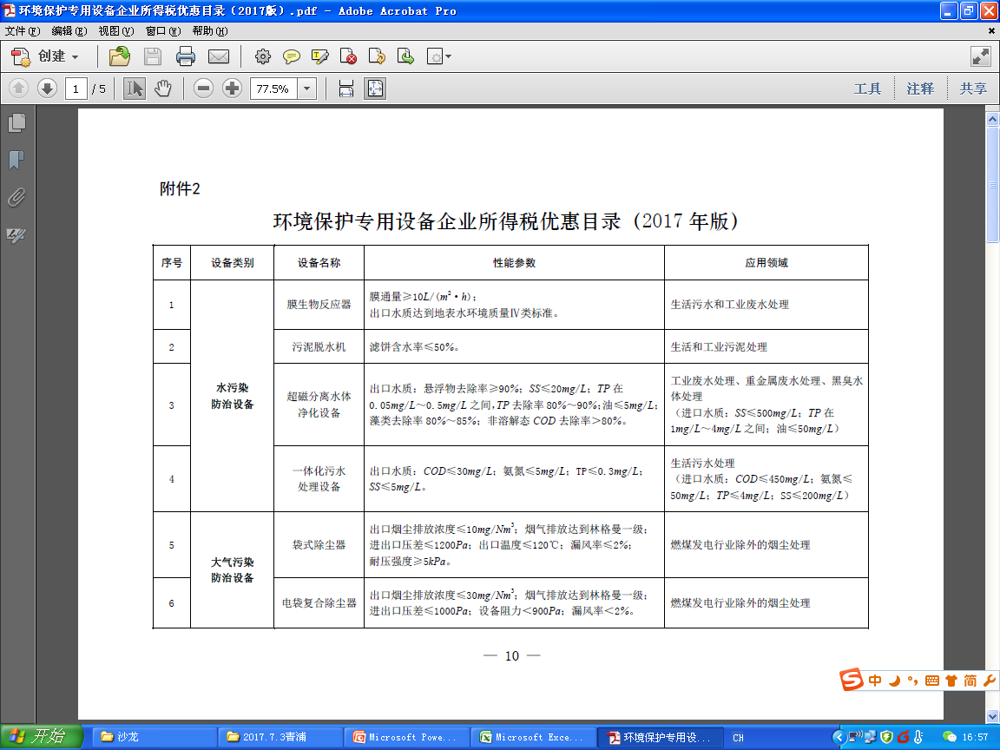 环境保护专用设备企业所得税优惠目录（2017版）.pdf - Adobe Acrobat Pro
文件(F) 编辑(E) 视图(V) 窗口(W) 帮助(H)
创建
1 / 5 77.5% 工具 注释 共享
附件2
环境保护专用设备企业所得税优惠目录（2017 年版）
序号 设备类别 设备名称 性能参数 应用领域
水污染
防治设备
1 膜生物反应器
膜通量≥10L/(m²·h)；
出口水质达到地表水环境质量Ⅳ类标准。
生活污水和工业废水处理
2 污泥脱水机 滤饼含水率≤50%。 生活和工业污泥处理
3
超磁分离水体
净化设备
出口水质：悬浮物去除率≥90%；SS≤20mg/L；TP 在
0.05mg/L～0.5mg/L 之间,TP 去除率 80%～90%；油≤5mg/L；
藻类去除率 80%～85%；非溶解态 COD 去除率＞80%。
工业废水处理、重金属废水处理、黑臭水
体处理
（进口水质：SS≤500mg/L；TP 在
1mg/L～4mg/L 之间；油≤50mg/L）
4
一体化污水
处理设备
出口水质：COD≤30mg/L；氨氮≤5mg/L；TP≤0.3mg/L；
SS≤5mg/L。
生活污水处理
（进口水质：COD≤450mg/L；氨氮≤
50mg/L；TP≤4mg/L；SS≤200mg/L）
大气污染
防治设备
5 袋式除尘器
出口烟尘排放浓度≤10mg/Nm³；烟气排放达到林格曼一级；
进出口压差≤1200Pa；出口温度≤120℃；漏风率≤2%；
耐压强度≥5kPa。
燃煤发电行业除外的烟尘处理
6 电袋复合除尘器
出口烟尘排放浓度≤30mg/Nm³；烟气排放达到林格曼一级；
进出口压差≤1000Pa；设备阻力＜900Pa；漏风率＜2%。
燃煤发电行业除外的烟尘处理
— 10 —
S 中 简
开始 沙龙 2017.7.3青浦 Microsoft Powe... Microsoft Exce... 环境保护专用设... CH 16:57